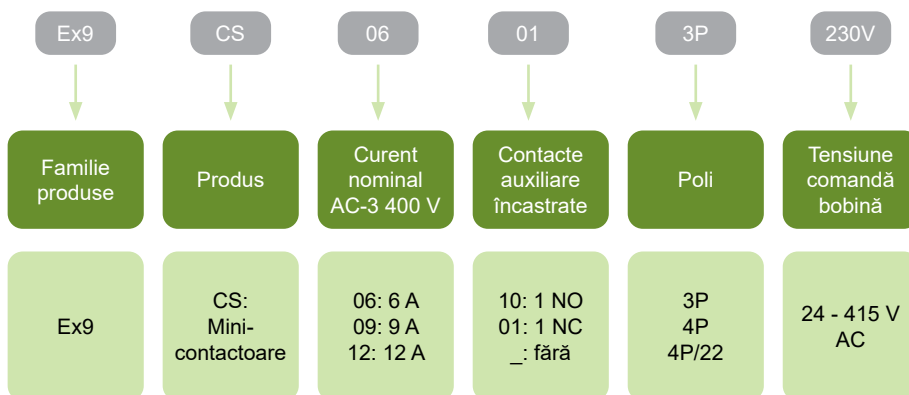 Ex9
CS
06
01
3P
230V
Familie
produse
Produs
Curent
nominal
AC-3 400 V
Contacte
auxiliare
încastrate
Poli
Tensiune
comandă
bobină
Ex9
CS:
Mini-
contactoare
06: 6 A
09: 9 A
12: 12 A
10: 1 NO
01: 1 NC
_: fără
3P
4P
4P/22
24 - 415 V
AC